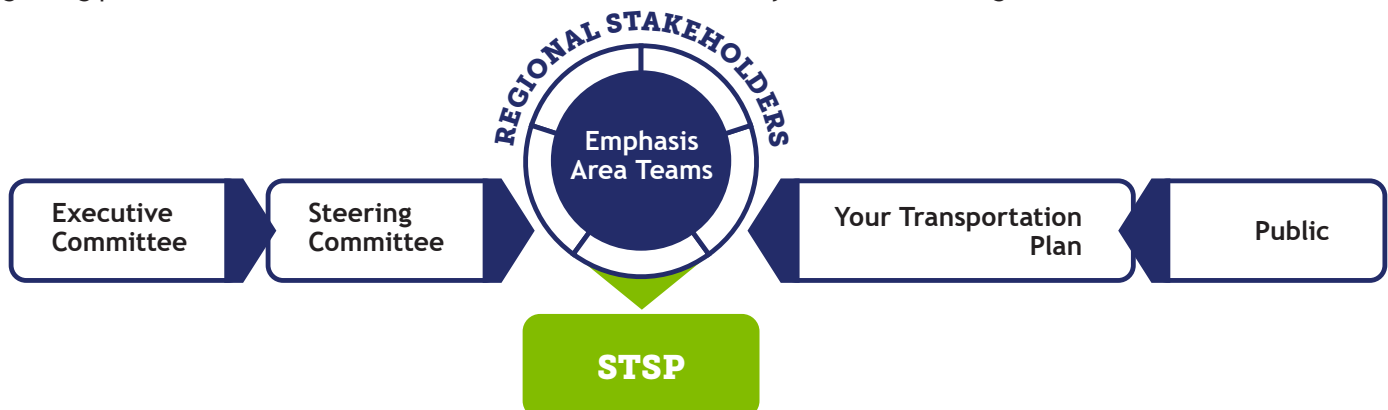 REGIONAL STAKEHOLDERS
Emphasis
Area Teams
Executive
Committee
Steering
Committee
Your Transportation
Plan
Public
STSP